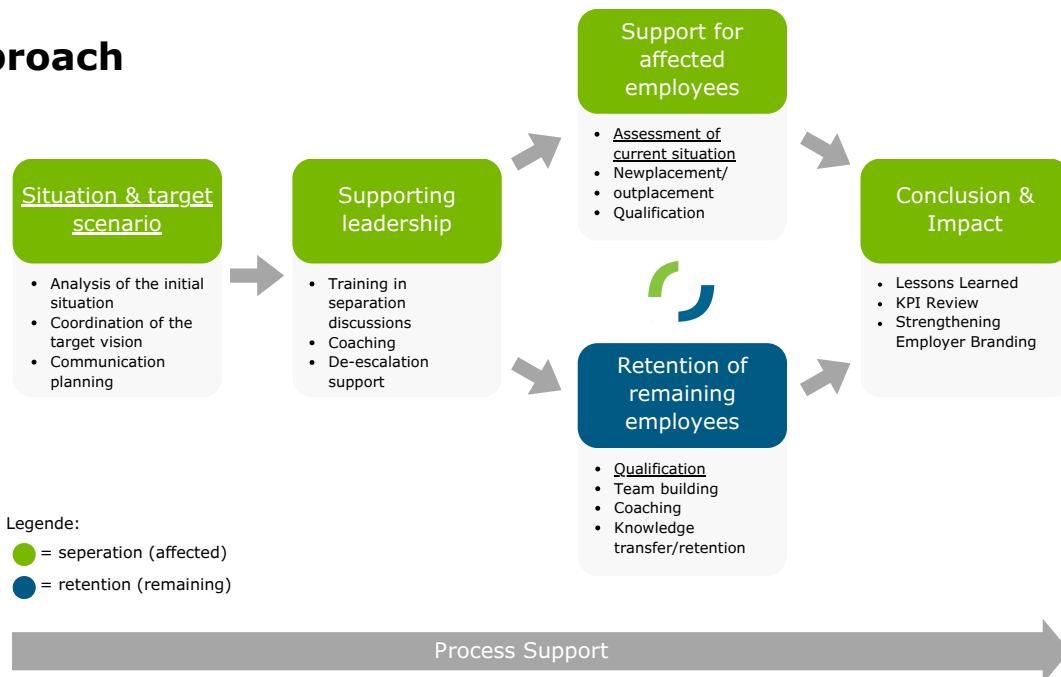 proach
Situation & target
scenario
• Analysis of the initial
situation
• Coordination of the
target vision
• Communication
planning
Supporting
leadership
• Training in
separation
discussions
• Coaching
• De-escalation
support
Support for
affected
employees
• Assessment of
current situation
• Newplacement/
• outplacement
• Qualification
Retention of
remaining
employees
• Qualification
• Team building
• Coaching
• Knowledge
transfer/retention
Conclusion &
Impact
• Lessons Learned
• KPI Review
• Strengthening
Employer Branding
Legende:
= seperation (affected)
= retention (remaining)
Process Support